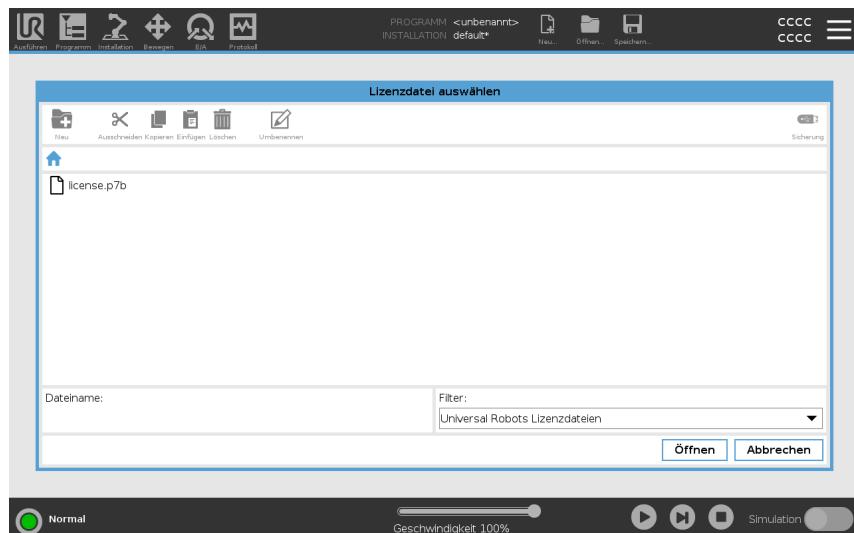 UR
PROGRAMM <unbenannt>
INSTALLATION default*
Ausführen Programm Installation Bewegen E/A Protokoll
Neu... Öffnen... Speichern...
CCCC
CCCC
Lizenzdatei auswählen
Neu Ausschneiden Kopieren Einfügen Löschen Umbenennen Sicherung
license.p7b
Dateiname: Filter:
Universal Robots Lizenzdateien
Öffnen Abbrechen
Normal Geschwindigkeit 100% Simulation